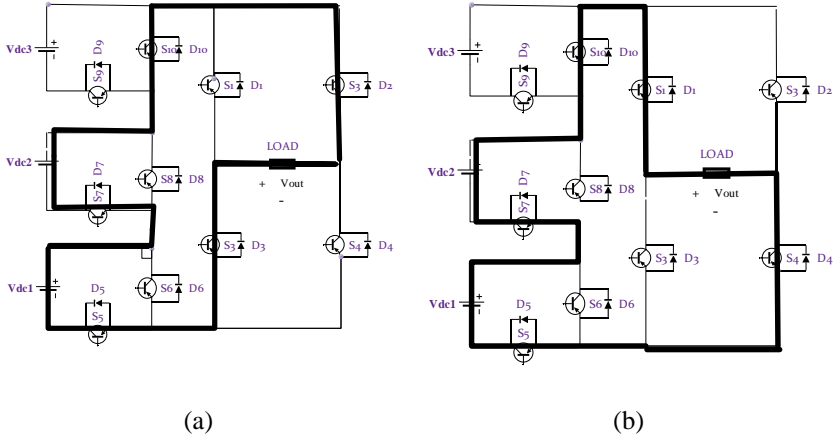 Vdc3
+
-
D9
S9
S10 D10
S1 D1
S3 D2
Vdc2
D7
S7
S8 D8
LOAD
+ Vout
-
S3 D3
S4 D4
Vdc1
+
-
D5
S5
S6 D6
(a)
Vdc3
+
-
D9
S9
S10 D10
S1 D1
S3 D2
Vdc2
D7
S7
S8 D8
LOAD
+ Vout
-
S3 D3
S4 D4
Vdc1
+
-
D5
S5
S6 D6
(b)